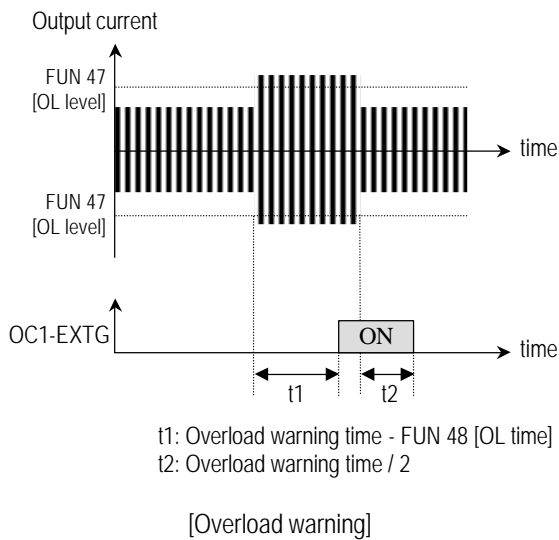 Output current
FUN 47
[OL level]
time
FUN 47
[OL level]
OC1-EXTG
ON
time
t1
t2
t1: Overload warning time - FUN 48 [OL time]
t2: Overload warning time / 2
[Overload warning]